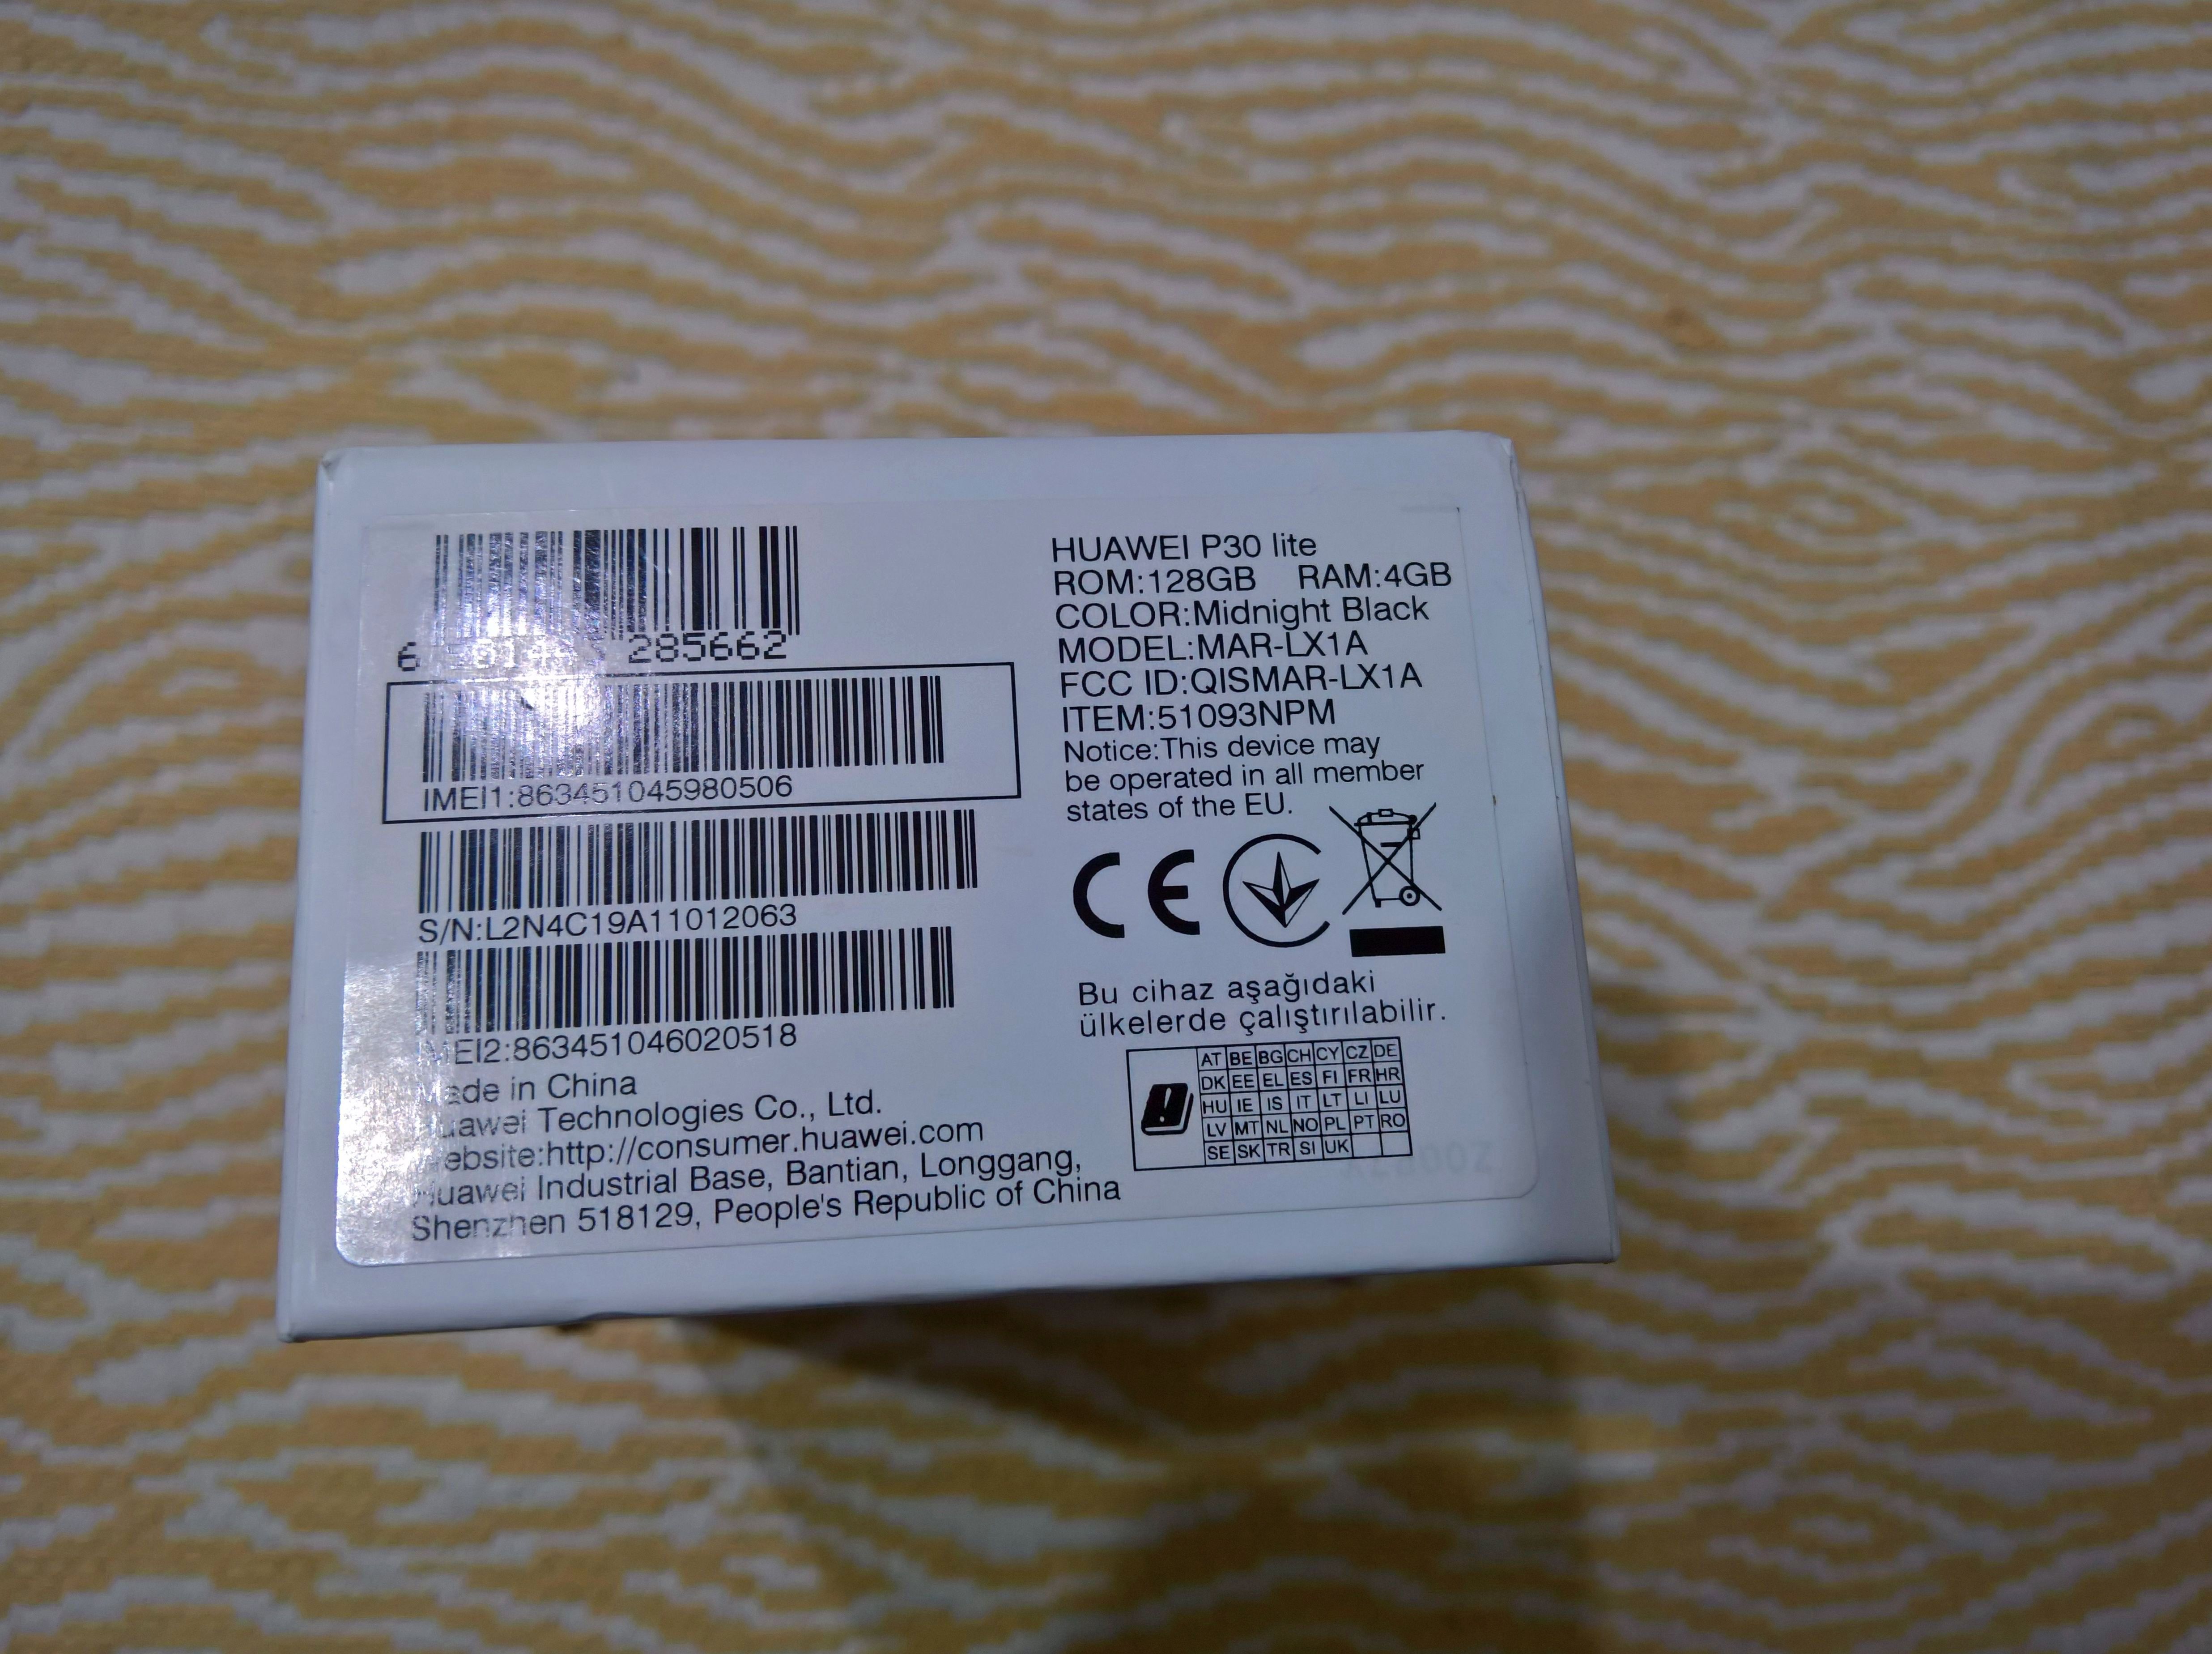 285662
IMEI1:863451045980506
S/N:L2N4C19A11012063
IMEI2:863451046020518
Made in China
Huawei Technologies Co., Ltd.
Website:http://consumer.huawei.com
Huawei Industrial Base, Bantian, Longgang,
Shenzhen 518129, People's Republic of China
HUAWEI P30 lite
ROM:128GB RAM:4GB
COLOR:Midnight Black
MODEL:MAR-LX1A
FCC ID:QISMAR-LX1A
ITEM:51093NPM
Notice:This device may
be operated in all member
states of the EU.
CE
Bu cihaz aşağıdaki
ülkelerde çalıştırılabilir.
AT BE BG CH CY CZ DE
DK EE EL ES FI FR HR
HU IE IS IT LT LI LU
LV MT NL NO PL PT RO
SE SK TR SI UK